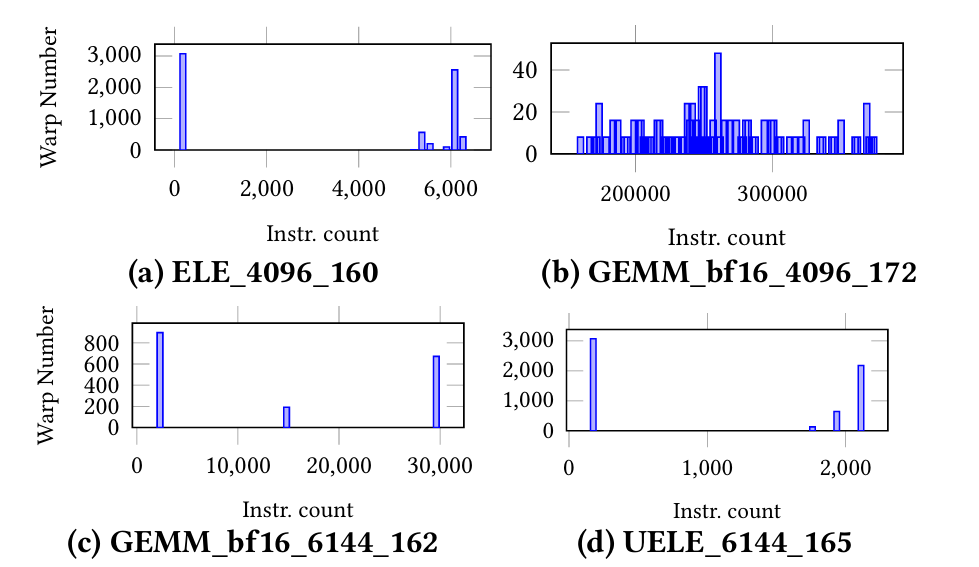 Warp Number
3,000
2,000
1,000
0
0 2,000 4,000 6,000
Instr. count
(a) ELE_4096_160
40
20
0
200000 300000
Instr. count
(b) GEMM_bf16_4096_172
Warp Number
800
600
400
200
0
0 10,000 20,000 30,000
Instr. count
(c) GEMM_bf16_6144_162
3,000
2,000
1,000
0
0 1,000 2,000
Instr. count
(d) UELE_6144_165